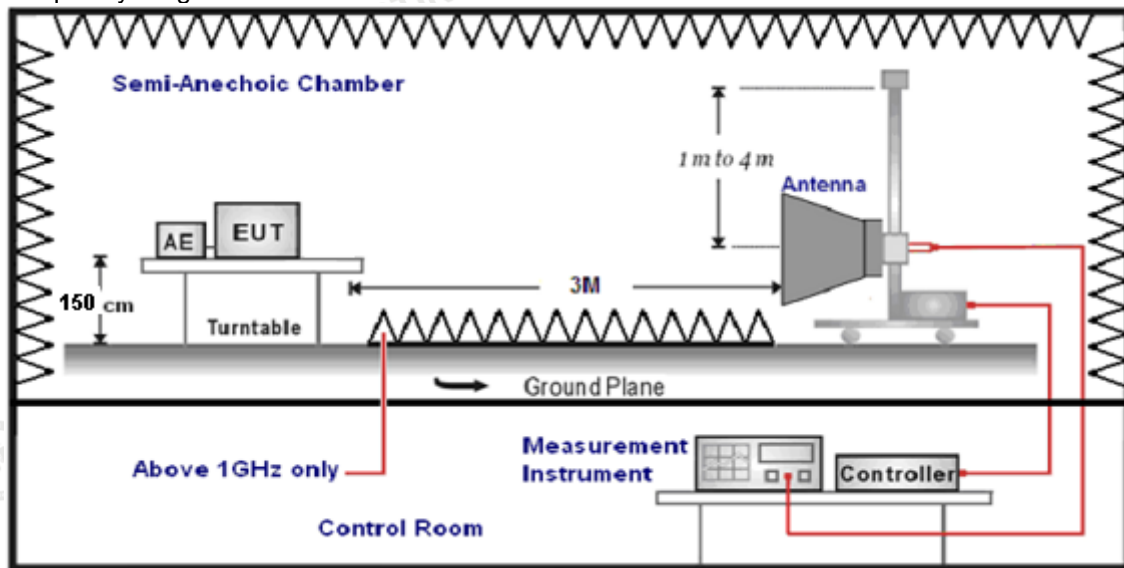 Semi-Anechoic Chamber
1 m to 4 m
Antenna
AE
EUT
150 cm
3M
Turntable
Ground Plane
Above 1GHz only
Measurement
Instrument
Controller
Control Room